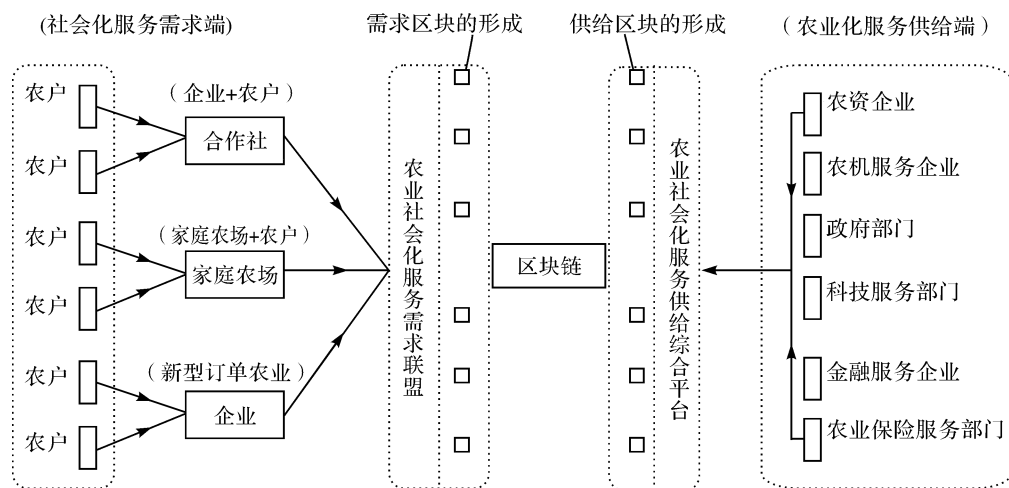 (社会化服务需求端)
需求区块的形成
供给区块的形成
（农业化服务供给端）
农户
农户
农户
农户
农户
农户
（企业+农户）
合作社
（家庭农场+农户）
家庭农场
（新型订单农业）
企业
农业社会化服务需求联盟
区块链
农业社会化服务供给综合平台
农资企业
农机服务企业
政府部门
科技服务部门
金融服务企业
农业保险服务部门